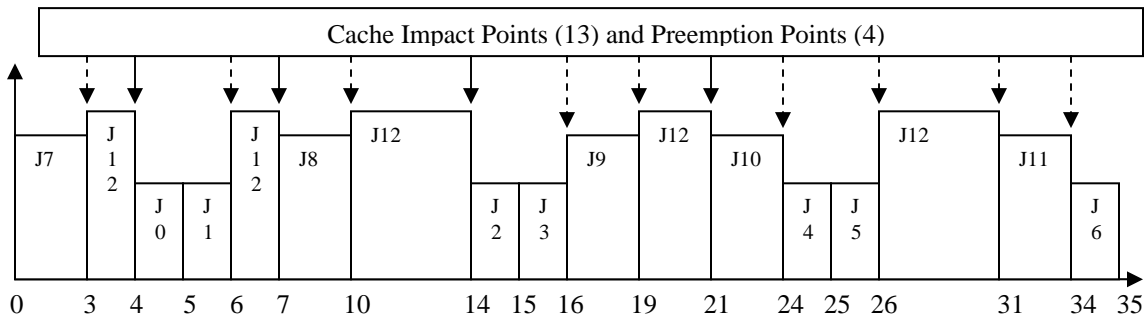 Cache Impact Points (13) and Preemption Points (4)
J7
J
1
2
J
0
J
1
J
1
2
J8
J12
J
2
J
3
J9
J12
J10
J
4
J
5
J12
J11
J
6
0 3 4 5 6 7 10 14 15 16 19 21 24 25 26 31 34 35